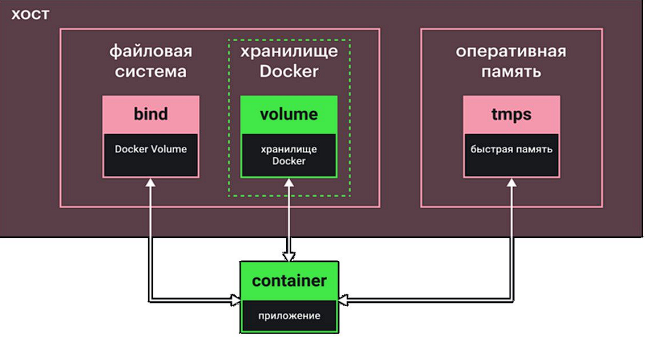 ХОСТ
файловая
система
хранилище
Docker
оперативная
память
bind
Docker Volume
volume
хранилище
Docker
tmps
быстрая память
container
приложение